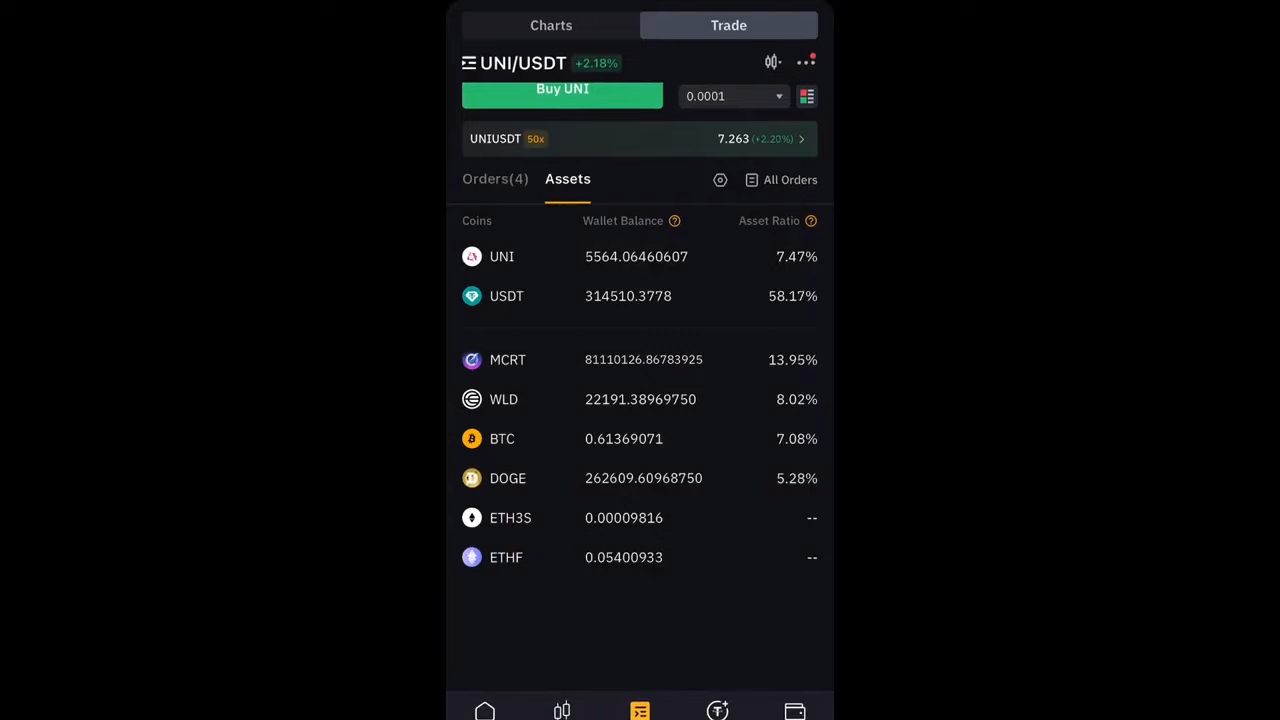 Charts Trade
UNI/USDT +2.18%
Buy UNI 0.0001
UNIUSDT 50x 7.263 (+2.20%)
Orders(4) Assets All Orders
Coins Wallet Balance Asset Ratio
UNI 5564.06460607 7.47%
USDT 314510.3778 58.17%
MCRT 81110126.86783925 13.95%
WLD 22191.38969750 8.02%
BTC 0.61369071 7.08%
DOGE 262609.60968750 5.28%
ETH3S 0.00009816 --
ETHF 0.05400933 --